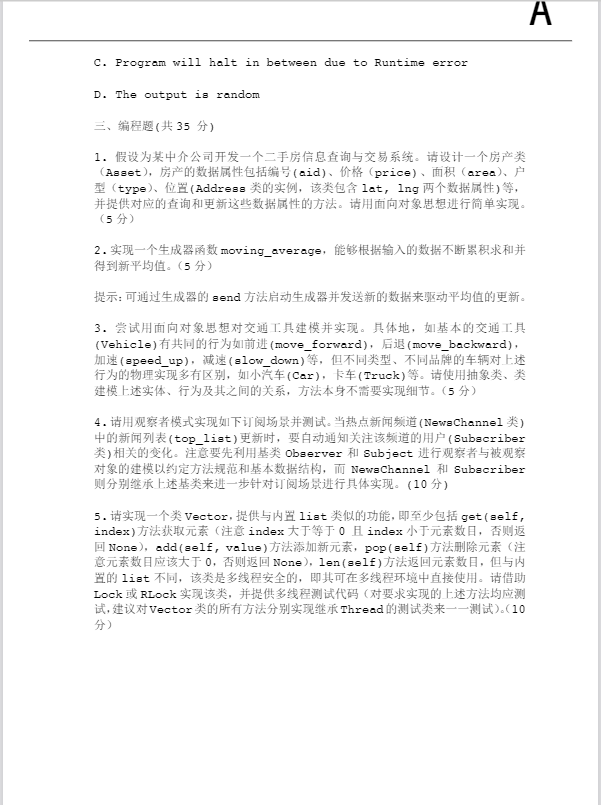 A
C. Program will halt in between due to Runtime error
D. The output is random
三、编程题(共35 分)
1. 假设为某中介公司开发一个二手房信息查询与交易系统。请设计一个房产类
（Asset），房产的数据属性包括编号(aid)、价格（price）、面积（area）、户
型（type）、位置(Address 类的实例，该类包含 lat, lng 两个数据属性)等，
并提供对应的查询和更新这些数据属性的方法。请用面向对象思想进行简单实现。
（5 分）
2.实现一个生成器函数 moving_average，能够根据输入的数据不断累积求和并
得到新平均值。（5 分）
提示：可通过生成器的 send 方法启动生成器并发送新的数据来驱动平均值的更新。
3. 尝试用面向对象思想对交通工具建模并实现。具体地，如基本的交通工具
(Vehicle)有共同的行为如前进(move_forward)，后退(move_backward)，
加速(speed_up)，减速(slow_down)等，但不同类型、不同品牌的车辆对上述
行为的物理实现多有区别，如小汽车(Car)，卡车(Truck)等。请使用抽象类、类
建模上述实体、行为及其之间的关系，方法本身不需要实现细节。（5 分）
4.请用观察者模式实现如下订阅场景并测试。当热点新闻频道(NewsChannel 类)
中的新闻列表(top_list)更新时，要自动通知关注该频道的用户(Subscriber
类)相关的变化。注意要先利用基类 Observer 和 Subject 进行观察者与被观察
对象的建模以约定方法规范和基本数据结构，而 NewsChannel 和 Subscriber
则分别继承上述基类来进一步针对订阅场景进行具体实现。(10 分)
5.请实现一个类 Vector，提供与内置 list 类似的功能，即至少包括 get(self,
index)方法获取元素（注意 index 大于等于 0 且 index 小于元素数目，否则返
回 None），add(self, value)方法添加新元素，pop(self)方法删除元素（注
意元素数目应该大于 0，否则返回 None），len(self)方法返回元素数目，但与内
置的 list 不同，该类是多线程安全的，即其可在多线程环境中直接使用。请借助
Lock 或 RLock 实现该类，并提供多线程测试代码（对要求实现的上述方法均应测
试，建议对 Vector 类的所有方法分别实现继承 Thread 的测试类来一一测试）。（10
分）